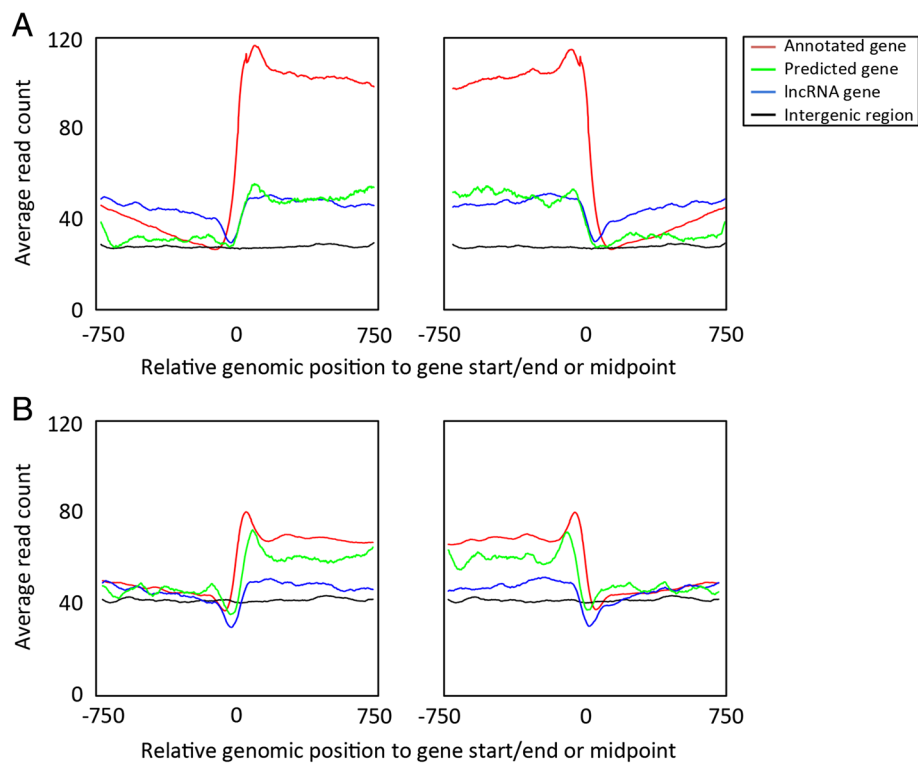 A
120
80
40
0
Average read count
-750 0 750
-750 0 750
Relative genomic position to gene start/end or midpoint
Annotated gene
Predicted gene
lncRNA gene
Intergenic region
B
120
80
40
0
Average read count
-750 0 750
-750 0 750
Relative genomic position to gene start/end or midpoint